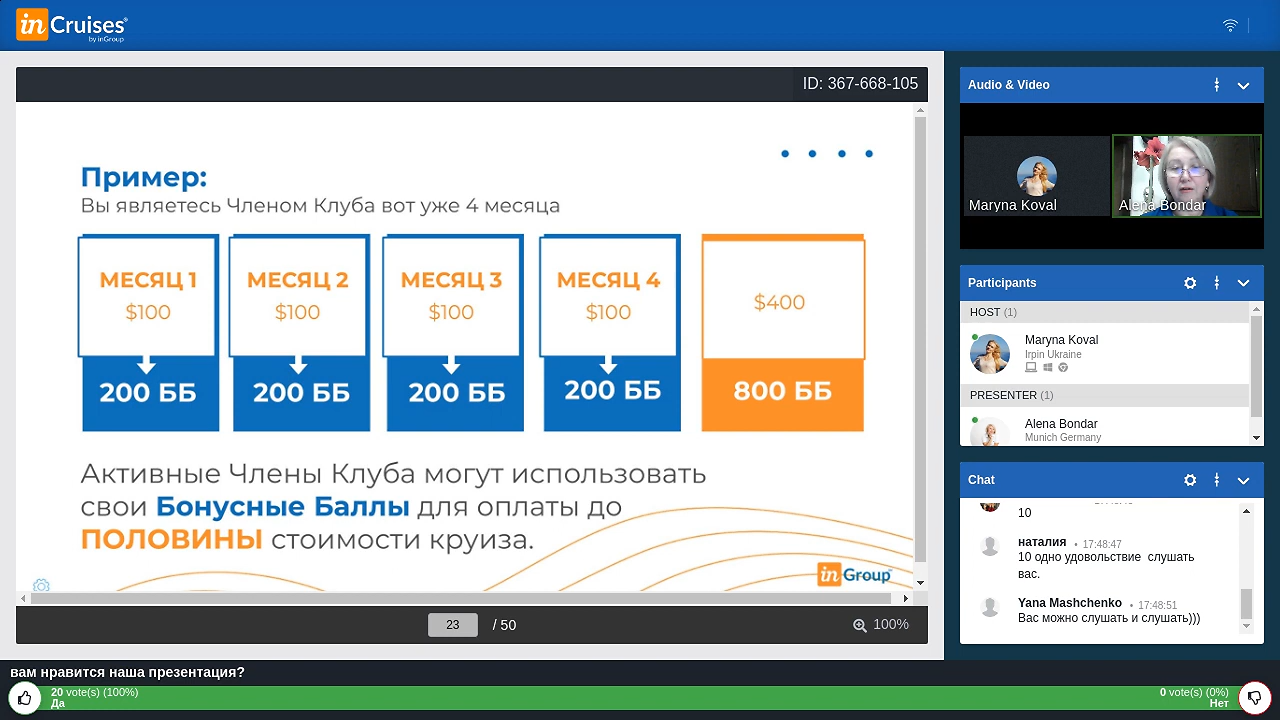 in Cruises®
by inGroup
ID: 367-668-105
Пример:
Вы являетесь Членом Клуба вот уже 4 месяца
МЕСЯЦ 1
$100
200 ББ
МЕСЯЦ 2
$100
200 ББ
МЕСЯЦ 3
$100
200 ББ
МЕСЯЦ 4
$100
200 ББ
$400
800 ББ
Активные Члены Клуба могут использовать
свои Бонусные Баллы для оплаты до
ПОЛОВИНЫ стоимости круиза.
in Group
23 / 50
100%
Audio & Video
Maryna Koval
Alena Bondar
Participants
HOST (1)
Maryna Koval
Irpin Ukraine
PRESENTER (1)
Alena Bondar
Munich Germany
Chat
10
наталия • 17:48:47
10 одно удовольствие слушать
вас.
Yana Mashchenko • 17:48:51
Вас можно слушать и слушать)))
вам нравится наша презентация?
20 vote(s) (100%)
Да
0 vote(s) (0%)
Нет